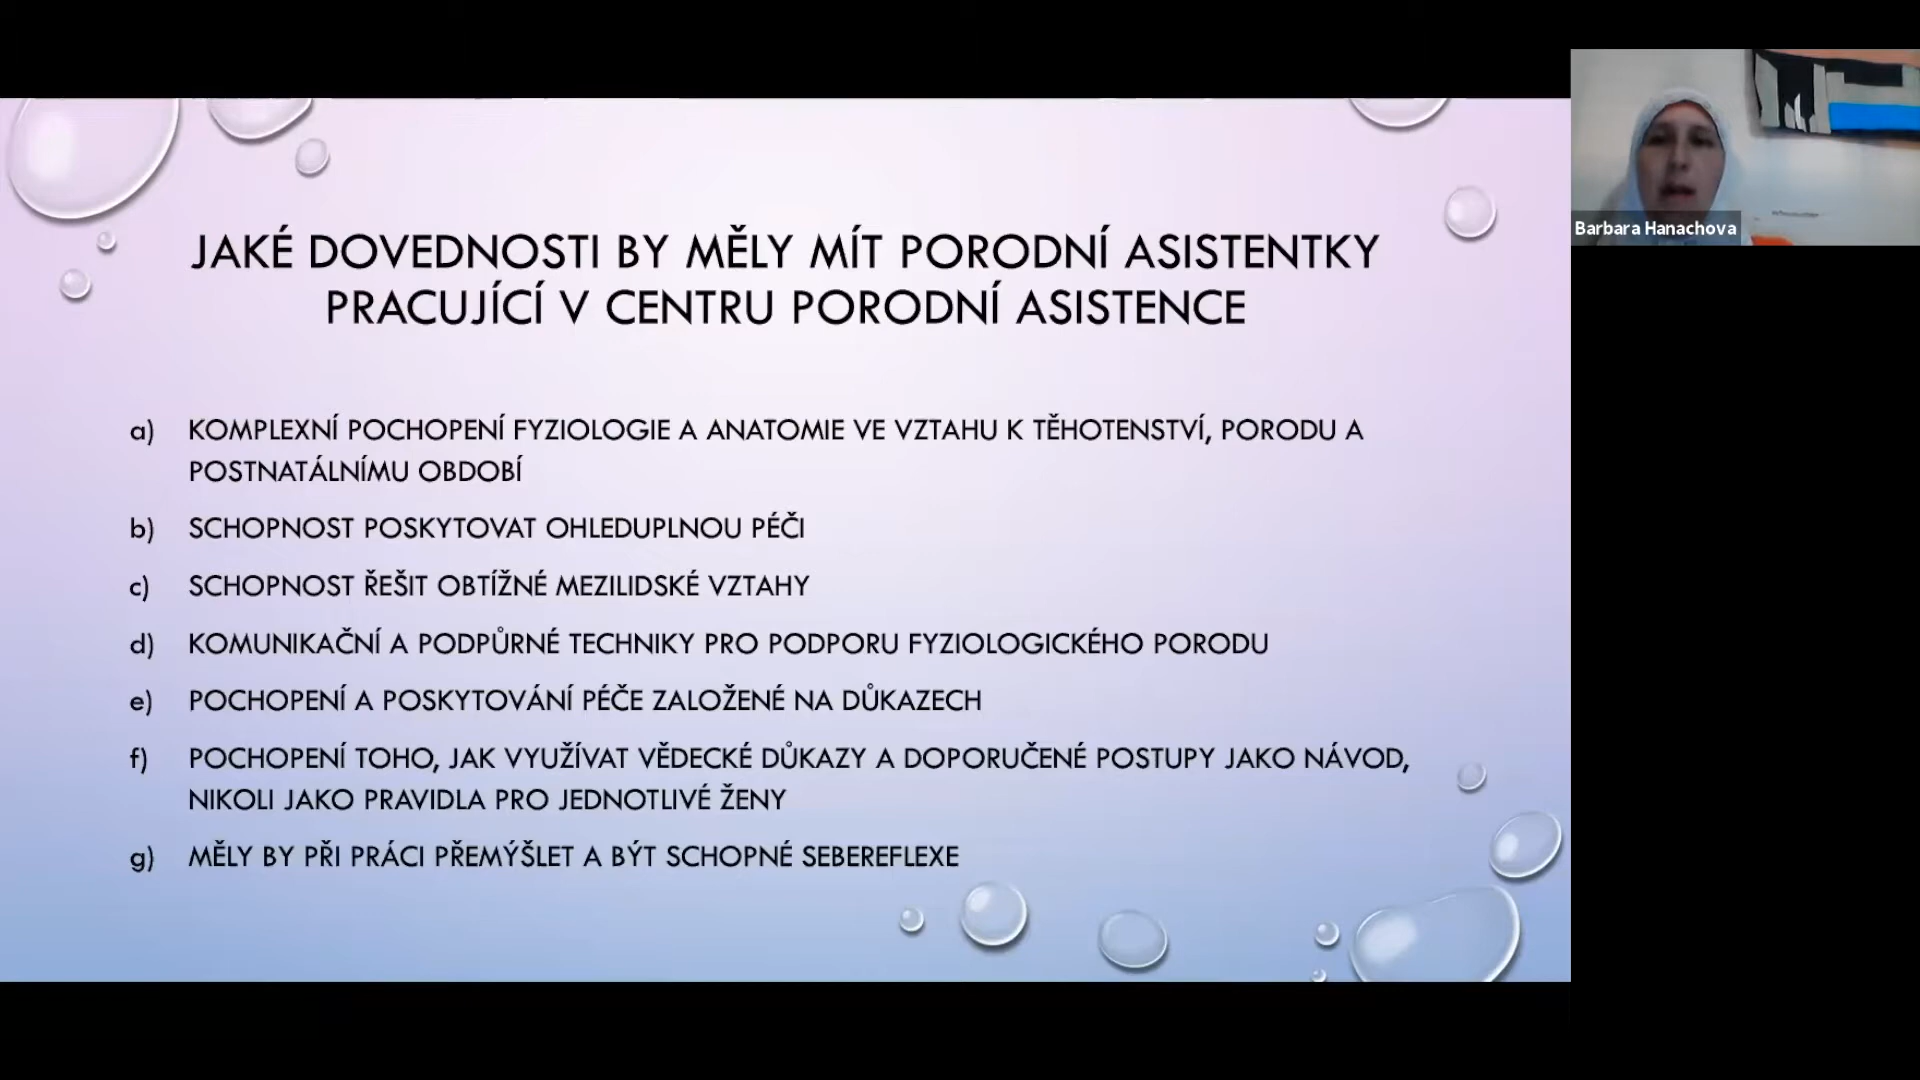 JAKÉ DOVEDNOSTI BY MĚLY MÍT PORODNÍ ASISTENTKY
PRACUJÍCÍ V CENTRU PORODNÍ ASISTENCE
a) KOMPLEXNÍ POCHOPENÍ FYZIOLOGIE A ANATOMIE VE VZTAHU K TĚHOTENSTVÍ, PORODU A
POSTNATÁLNÍMU OBDOBÍ
b) SCHOPNOST POSKYTOVAT OHLEDUPLNOU PÉČI
c) SCHOPNOST ŘEŠIT OBTÍŽNÉ MEZILIDSKÉ VZTAHY
d) KOMUNIKAČNÍ A PODPŮRNÉ TECHNIKY PRO PODPORU FYZIOLOGICKÉHO PORODU
e) POCHOPENÍ A POSKYTOVÁNÍ PÉČE ZALOŽENÉ NA DŮKAZECH
f) POCHOPENÍ TOHO, JAK VYUŽÍVAT VĚDECKÉ DŮKAZY A DOPORUČENÉ POSTUPY JAKO NÁVOD,
NIKOLI JAKO PRAVIDLA PRO JEDNOTLIVÉ ŽENY
g) MĚLY BY PŘI PRÁCI PŘEMÝŠLET A BÝT SCHOPNÉ SEBEREFLEXE
Barbara Hanachova